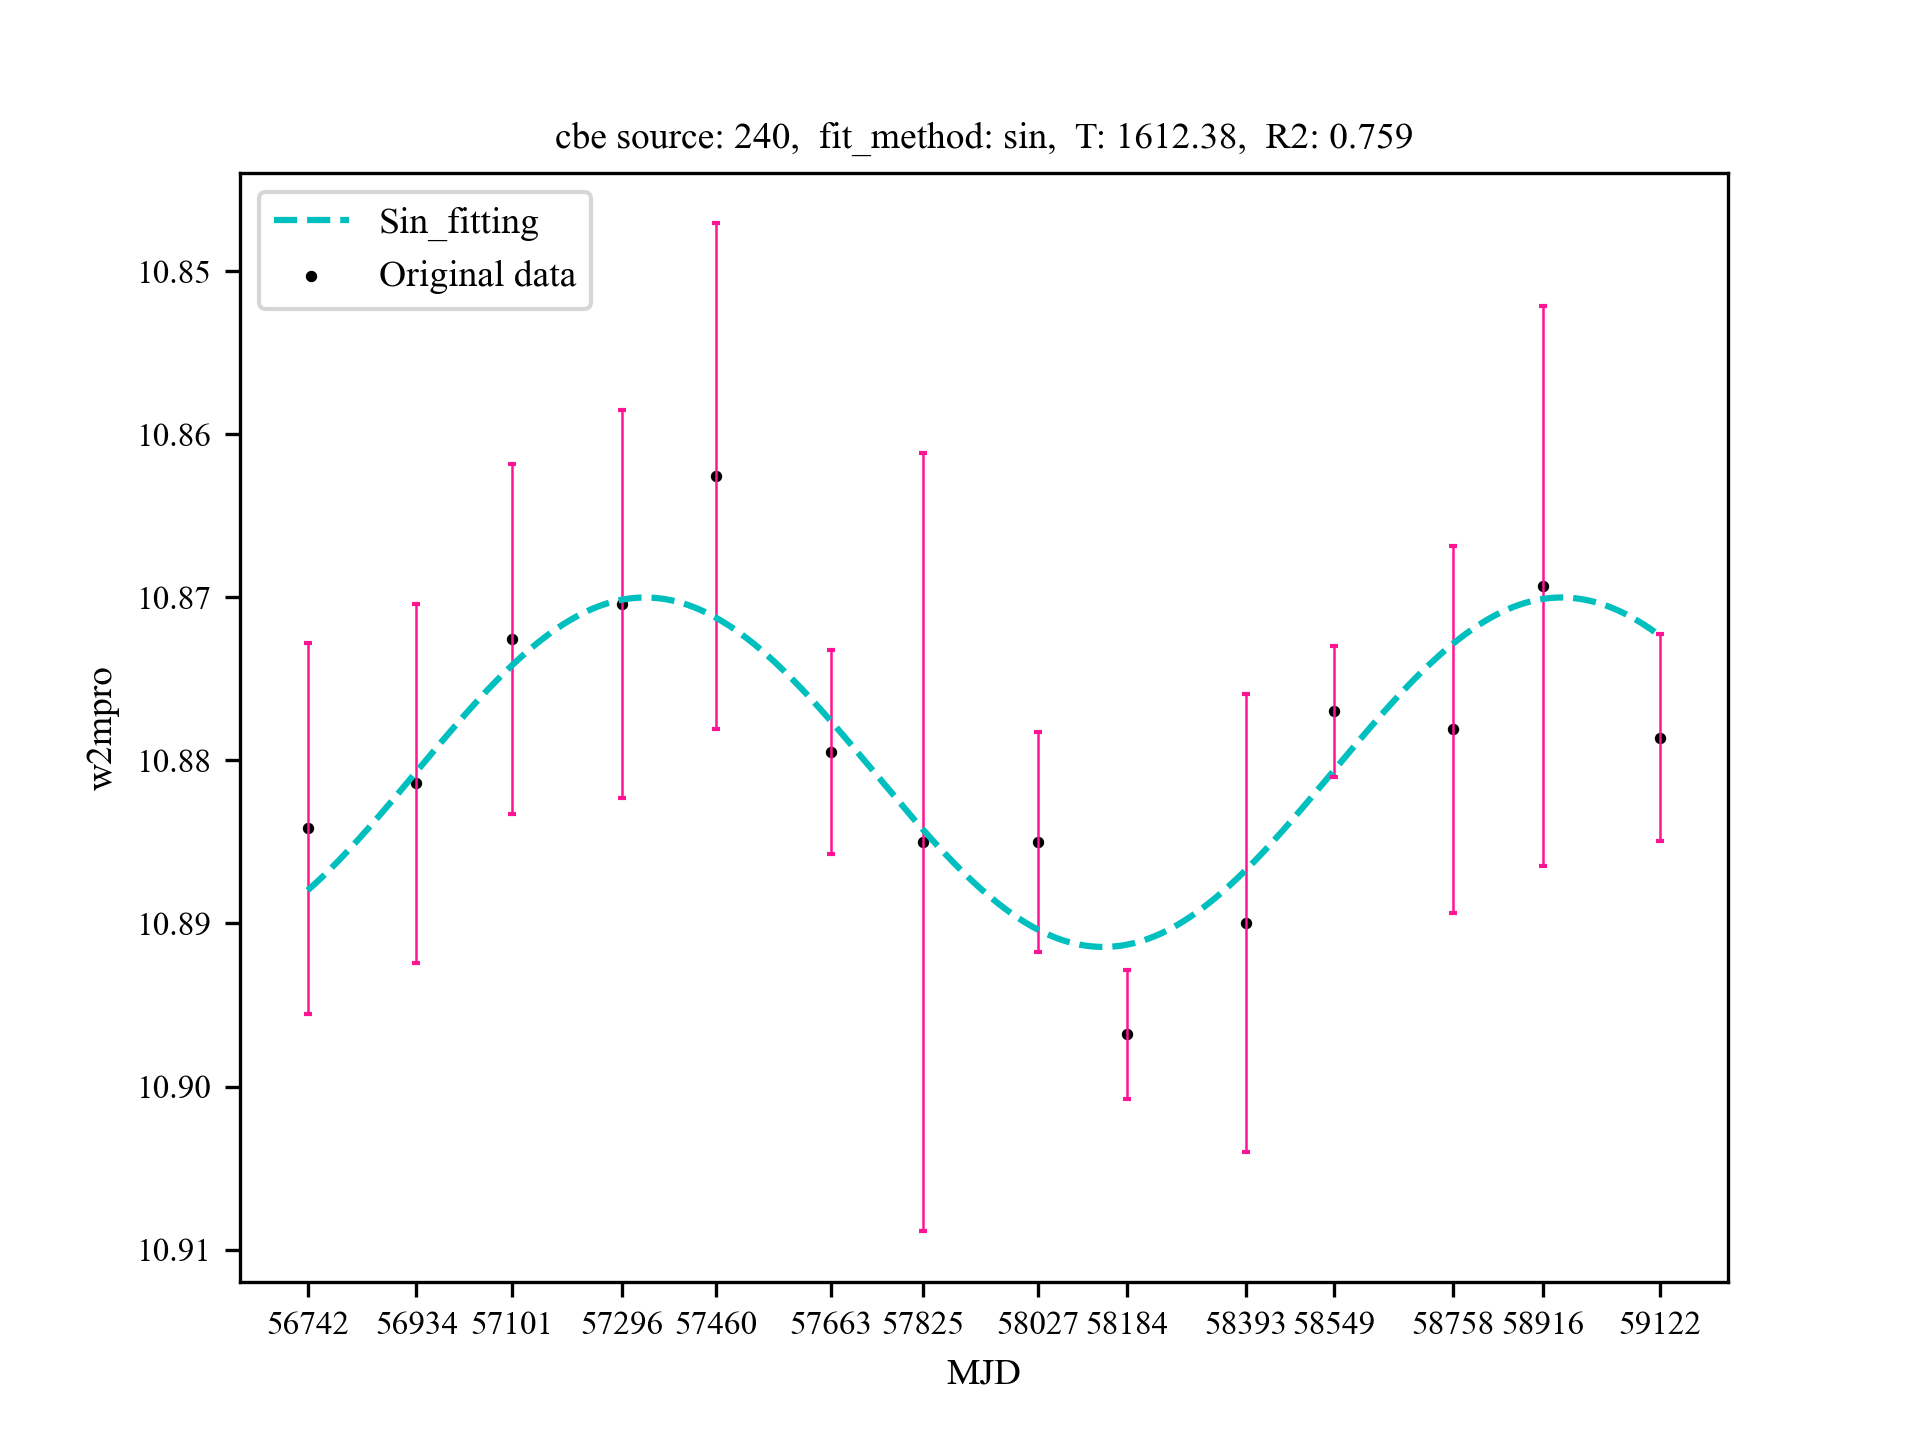 cbe source: 240,  fit_method: sin,  T: 1612.38,  R2: 0.759
Sin_fitting
Original data
10.85
10.86
10.87
10.88
10.89
10.90
10.91
w2mpro
56742 56934 57101 57296 57460 57663 57825 58027 58184 58393 58549 58758 58916 59122
MJD